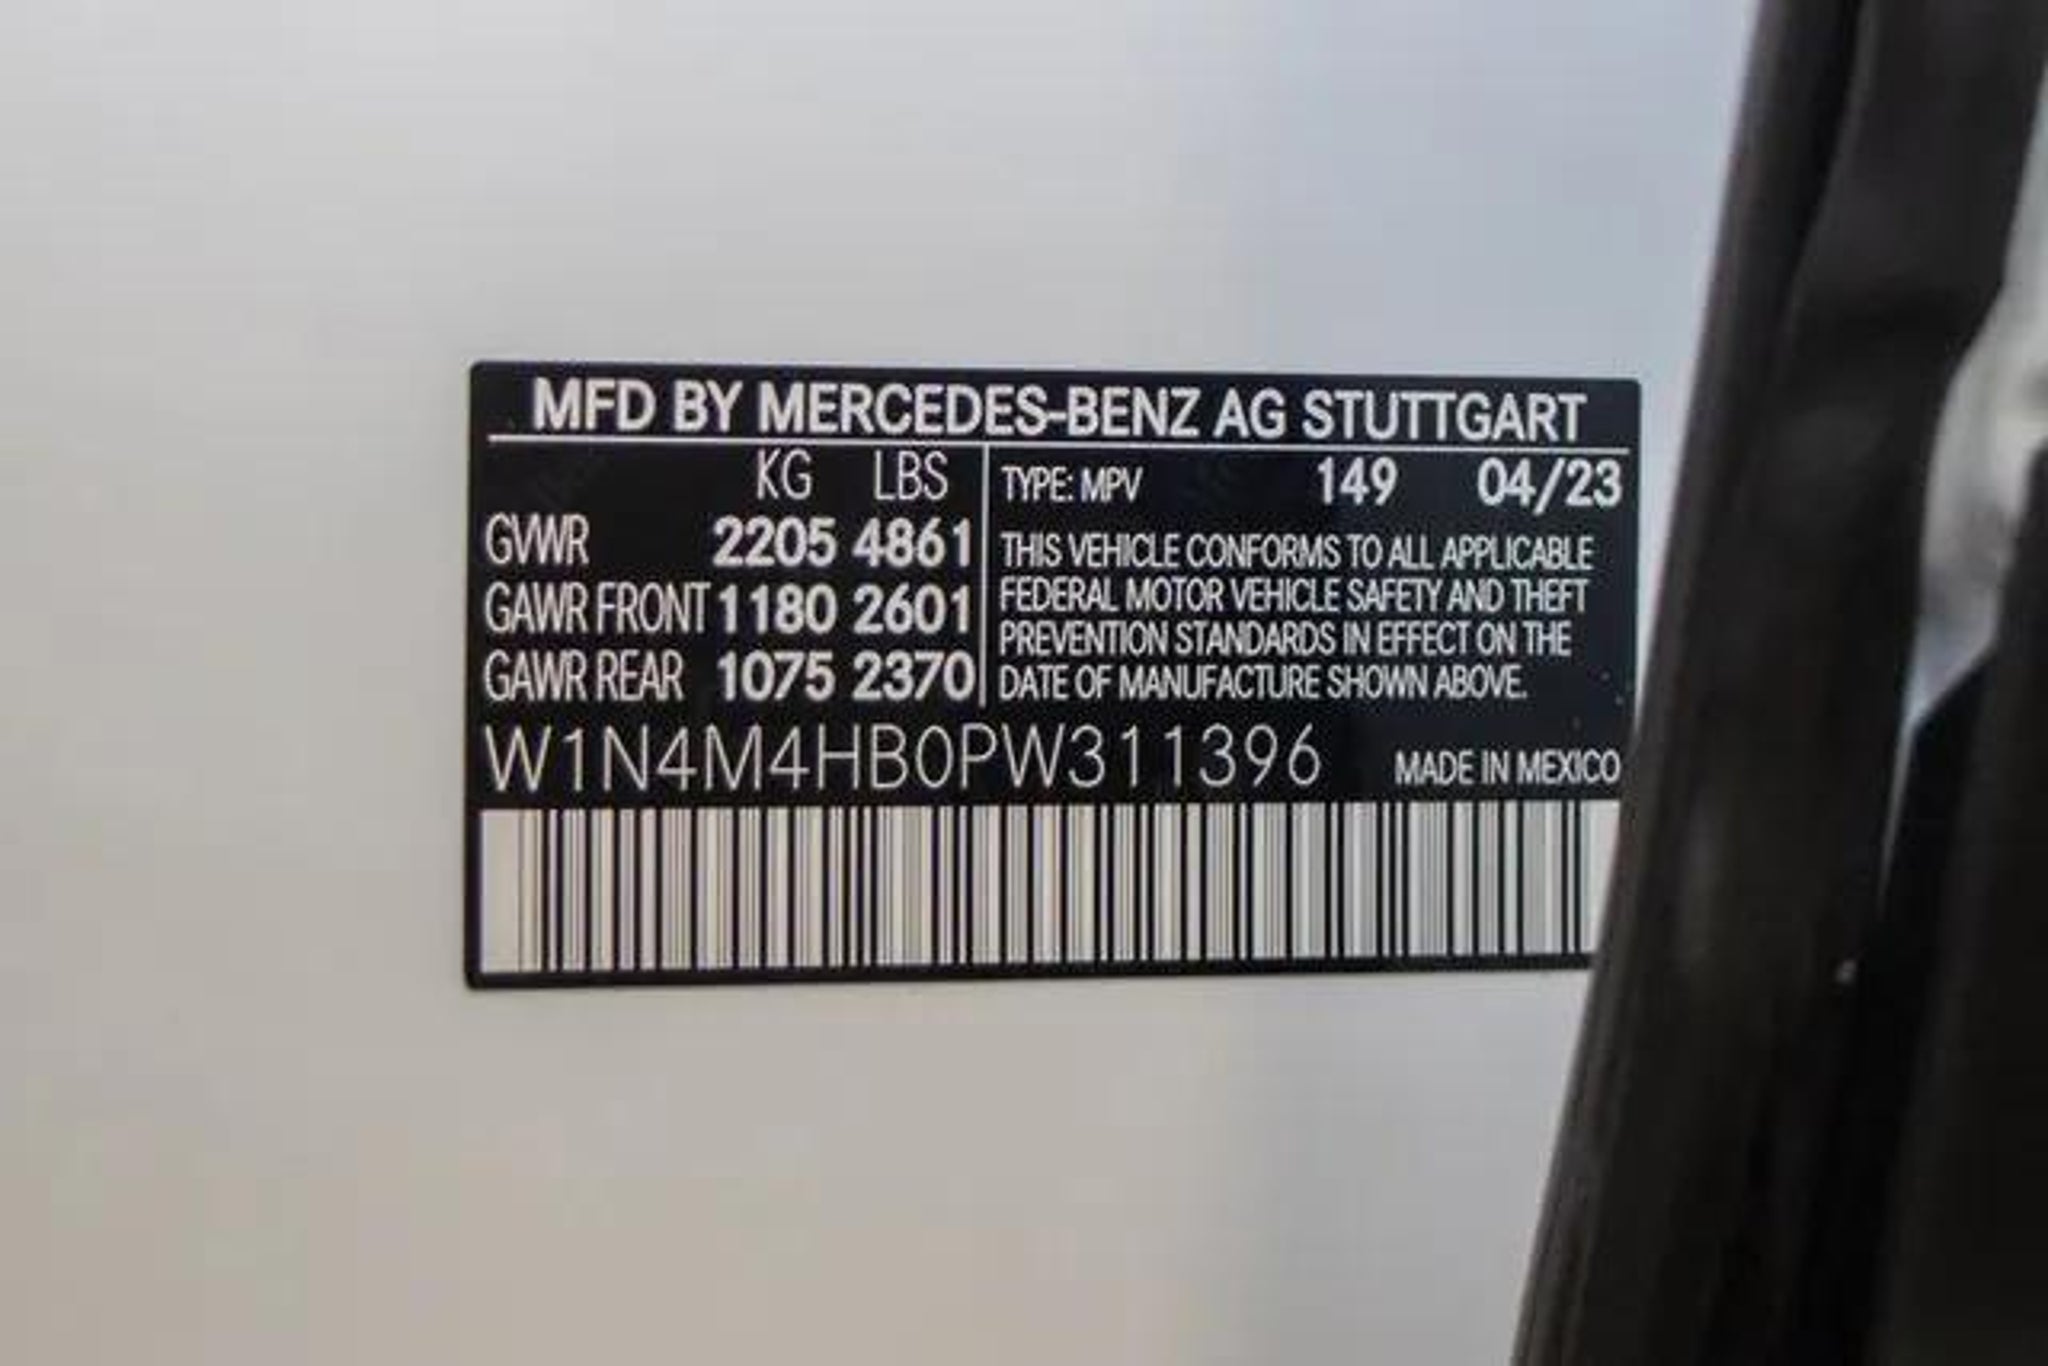 MFD BY MERCEDES-BENZ AG STUTTGART
KG LBS
GVWR 2205 4861
GAWR FRONT 1180 2601
GAWR REAR 1075 2370
TYPE: MPV 149 04/23
THIS VEHICLE CONFORMS TO ALL APPLICABLE
FEDERAL MOTOR VEHICLE SAFETY AND THEFT
PREVENTION STANDARDS IN EFFECT ON THE
DATE OF MANUFACTURE SHOWN ABOVE.
W1N4M4HB0PW311396 MADE IN MEXICO